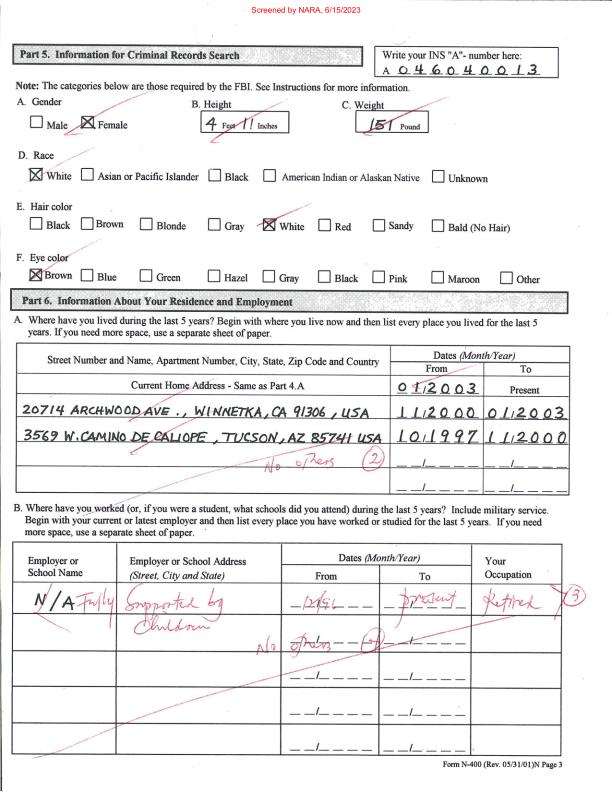 Screened by NARA, 6/15/2023
Part 5. Information for Criminal Records Search
Write your INS "A"- number here:
A 046040013
Note: The categories below are those required by the FBI. See Instructions for more information.
A. Gender B. Height C. Weight
Male Female 4 Feet 11 Inches 151 Pound
D. Race
White Asian or Pacific Islander Black American Indian or Alaskan Native Unknown
E. Hair color
Black Brown Blonde Gray White Red Sandy Bald (No Hair)
F. Eye color
Brown Blue Green Hazel Gray Black Pink Maroon Other
Part 6. Information About Your Residence and Employment
A. Where have you lived during the last 5 years? Begin with where you live now and then list every place you lived for the last 5
years. If you need more space, use a separate sheet of paper.
Street Number and Name, Apartment Number, City, State, Zip Code and Country
Dates (Month/Year)
From To
Current Home Address - Same as Part 4.A 01/2003 Present
20714 ARCHWOOD AVE., WINNETKA, CA 91306, USA 11/2000 01/2003
3569 W. CAMINO DE CALIOPE, TUCSON, AZ 85741 USA 10/1997 11/2000
No others 2
B. Where have you worked (or, if you were a student, what schools did you attend) during the last 5 years? Include military service.
Begin with your current or latest employer and then list every place you have worked or studied for the last 5 years. If you need
more space, use a separate sheet of paper.
Employer or School Name
Employer or School Address (Street, City and State)
Dates (Month/Year)
From To
Your Occupation
N/A Fully Supported by present Retired 3
Children
No others
Form N-400 (Rev. 05/31/01)N Page 3